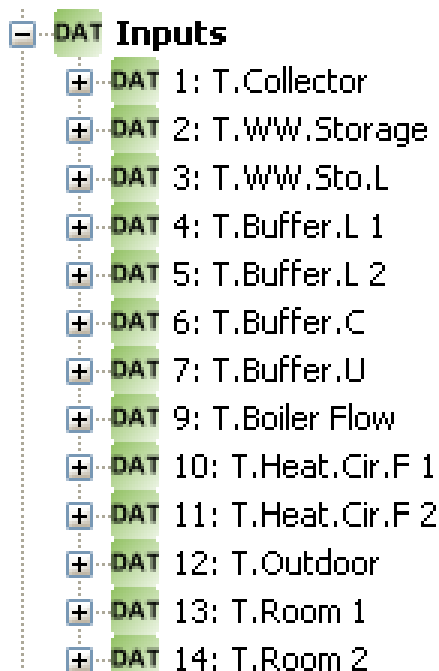 DAT Inputs
DAT 1: T.Collector
DAT 2: T.WW.Storage
DAT 3: T.WW.Sto.L
DAT 4: T.Buffer.L 1
DAT 5: T.Buffer.L 2
DAT 6: T.Buffer.C
DAT 7: T.Buffer.U
DAT 9: T.Boiler Flow
DAT 10: T.Heat.Cir.F 1
DAT 11: T.Heat.Cir.F 2
DAT 12: T.Outdoor
DAT 13: T.Room 1
DAT 14: T.Room 2